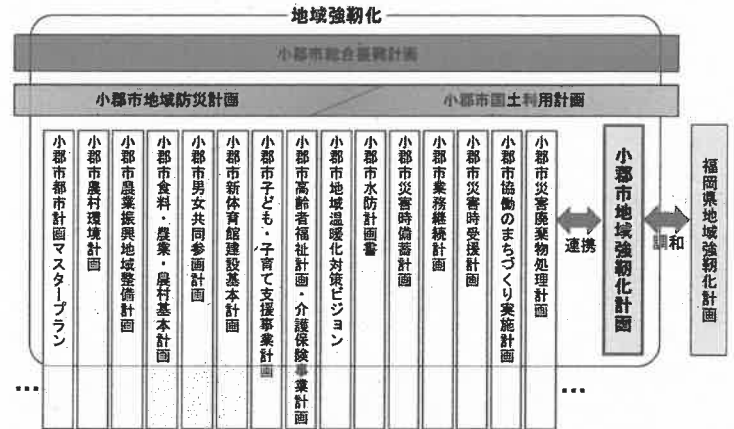 地域強靭化
小郡市総合振興計画
小郡市地域防災計画
小郡市国土利用計画
小郡市都市計画マスタープラン
小郡市農村環境計画
小郡市農業振興地域整備計画
小郡市食料・農業・農村基本計画
小郡市男女共同参画計画
小郡市新体育館建設基本計画
小郡市子ども・子育て支援事業計画
小郡市高齢者福祉計画・介護保険事業計画
小郡市地域温暖化対策ビジョン
小郡市水防計画書
小郡市災害時備蓄計画
小郡市業務継続計画
小郡市災害時受援計画
小郡市協働のまちづくり実施計画
小郡市災害廃棄物処理計画
連携
小郡市地域強靭化計画
調和
福岡県地域強靭化計画
…
…